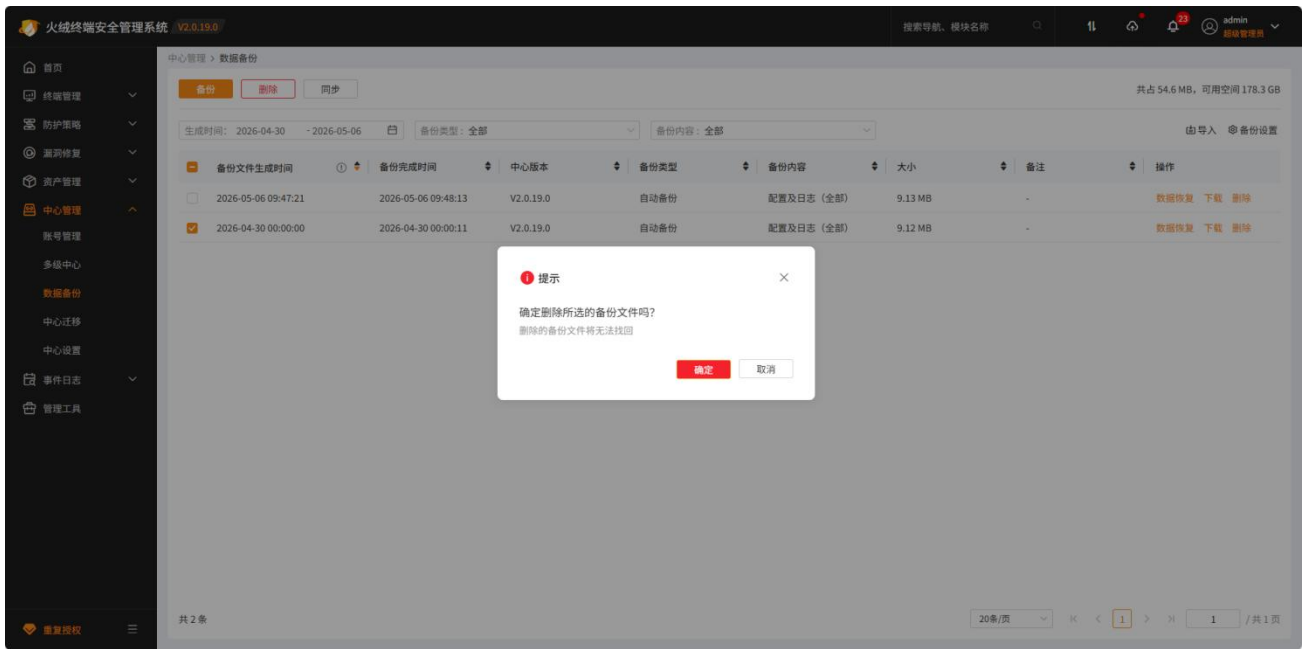 火绒终端安全管理系统 V2.0.19.0 搜索导航、模块名称 23 admin
超级管理员
首页
终端管理
防护策略
漏洞修复
资产管理
中心管理
账号管理
多级中心
数据备份
中心迁移
中心设置
事件日志
管理工具
重复授权
中心管理 > 数据备份
备份 删除 同步 共占 54.6 MB，可用空间 178.3 GB
生成时间: 2026-04-30 - 2026-05-06 备份类型: 全部 备份内容: 全部 导入 备份设置
备份文件生成时间 备份完成时间 中心版本 备份类型 备份内容 大小 备注 操作
2026-05-06 09:47:21 2026-05-06 09:48:13 V2.0.19.0 自动备份 配置及日志（全部） 9.13 MB - 数据恢复 下载 删除
2026-04-30 00:00:00 2026-04-30 00:00:11 V2.0.19.0 自动备份 配置及日志（全部） 9.12 MB - 数据恢复 下载 删除
提示
确定删除所选的备份文件吗?
删除的备份文件将无法找回
确定 取消
共 2 条 20条/页 1 1 / 共 1 页